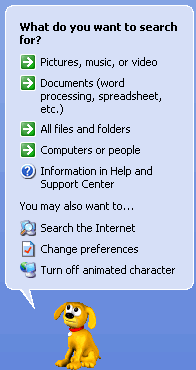 What do you want to search
for?
Pictures, music, or video
Documents (word
processing, spreadsheet,
etc.)
All files and folders
Computers or people
Information in Help and
Support Center
You may also want to...
Search the Internet
Change preferences
Turn off animated character